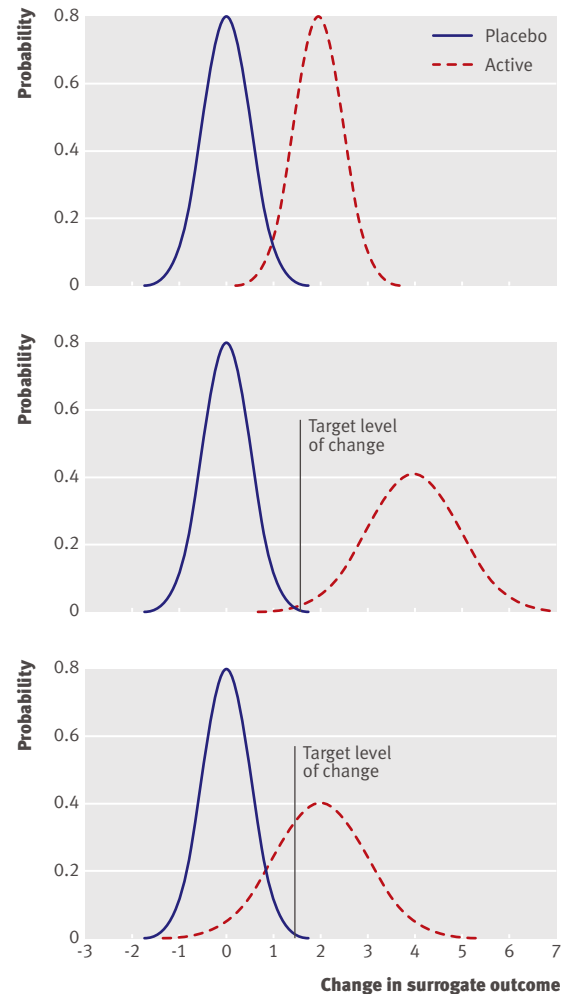 Probability
0.8
0.6
0.4
0.2
0
Placebo
Active
Probability
0.8
0.6
0.4
0.2
0
Target level
of change
Probability
0.8
0.6
0.4
0.2
0
Target level
of change
-3 -2 -1 0 1 2 3 4 5 6 7
Change in surrogate outcome